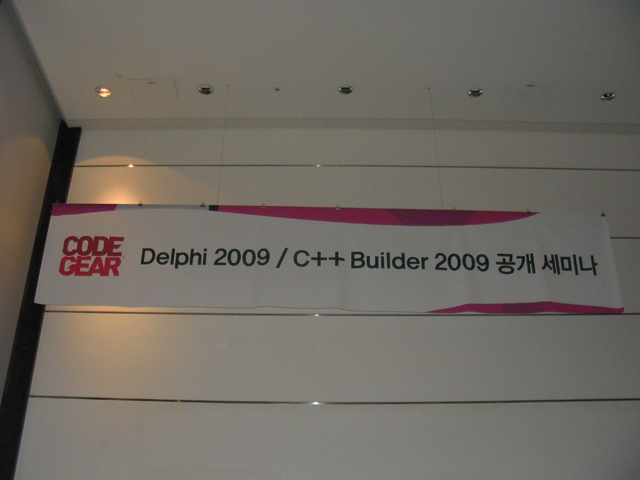 CODE
GEAR
Delphi 2009 / C++ Builder 2009 공개 세미나